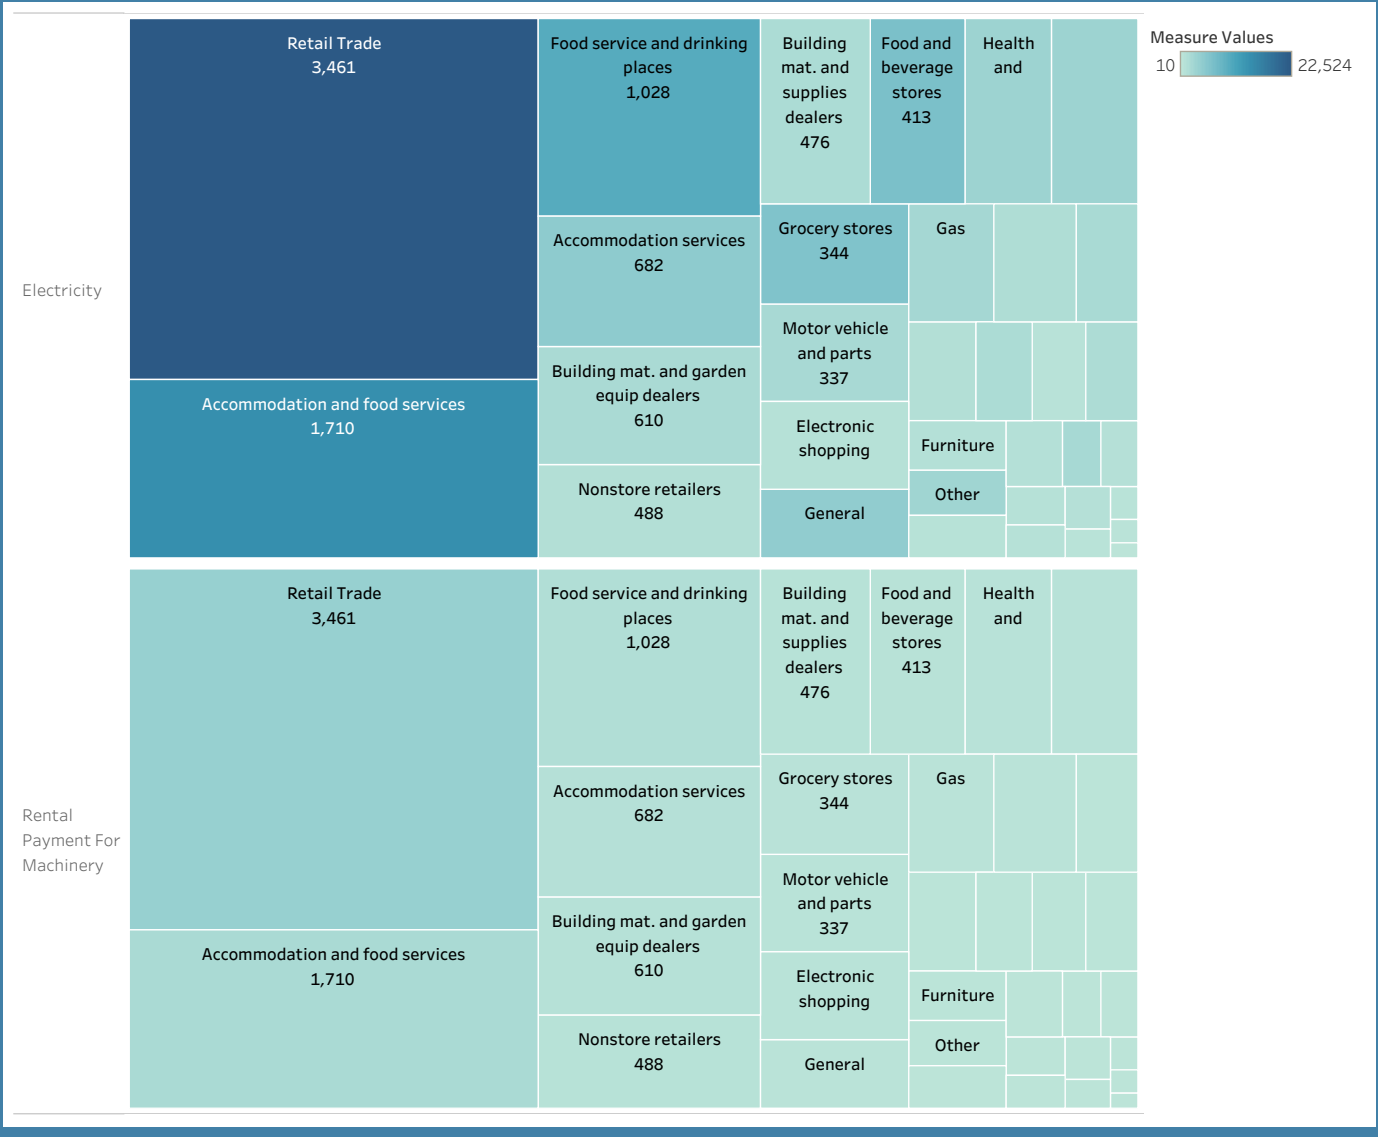 Retail Trade
3,461
Accommodation and food services
1,710
Food service and drinking
places
1,028
Accommodation services
682
Building mat. and garden
equip dealers
610
Nonstore retailers
488
Building
mat. and
supplies
dealers
476
Food and
beverage
stores
413
Health
and
Grocery stores
344
Motor vehicle
and parts
337
Electronic
shopping
General
Gas
Furniture
Other
Electricity
Measure Values
10
22,524
Retail Trade
3,461
Accommodation and food services
1,710
Food service and drinking
places
1,028
Accommodation services
682
Building mat. and garden
equip dealers
610
Nonstore retailers
488
Building
mat. and
supplies
dealers
476
Food and
beverage
stores
413
Health
and
Grocery stores
344
Motor vehicle
and parts
337
Electronic
shopping
General
Gas
Furniture
Other
Rental
Payment For
Machinery